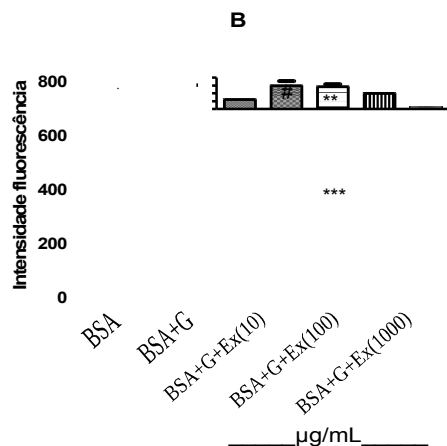 B
Intensidade fluorescência
800
600
400
200
0
#
**
***
BSA
BSA+G
BSA+G+Ex(10)
BSA+G+Ex(100)
BSA+G+Ex(1000)
µg/mL